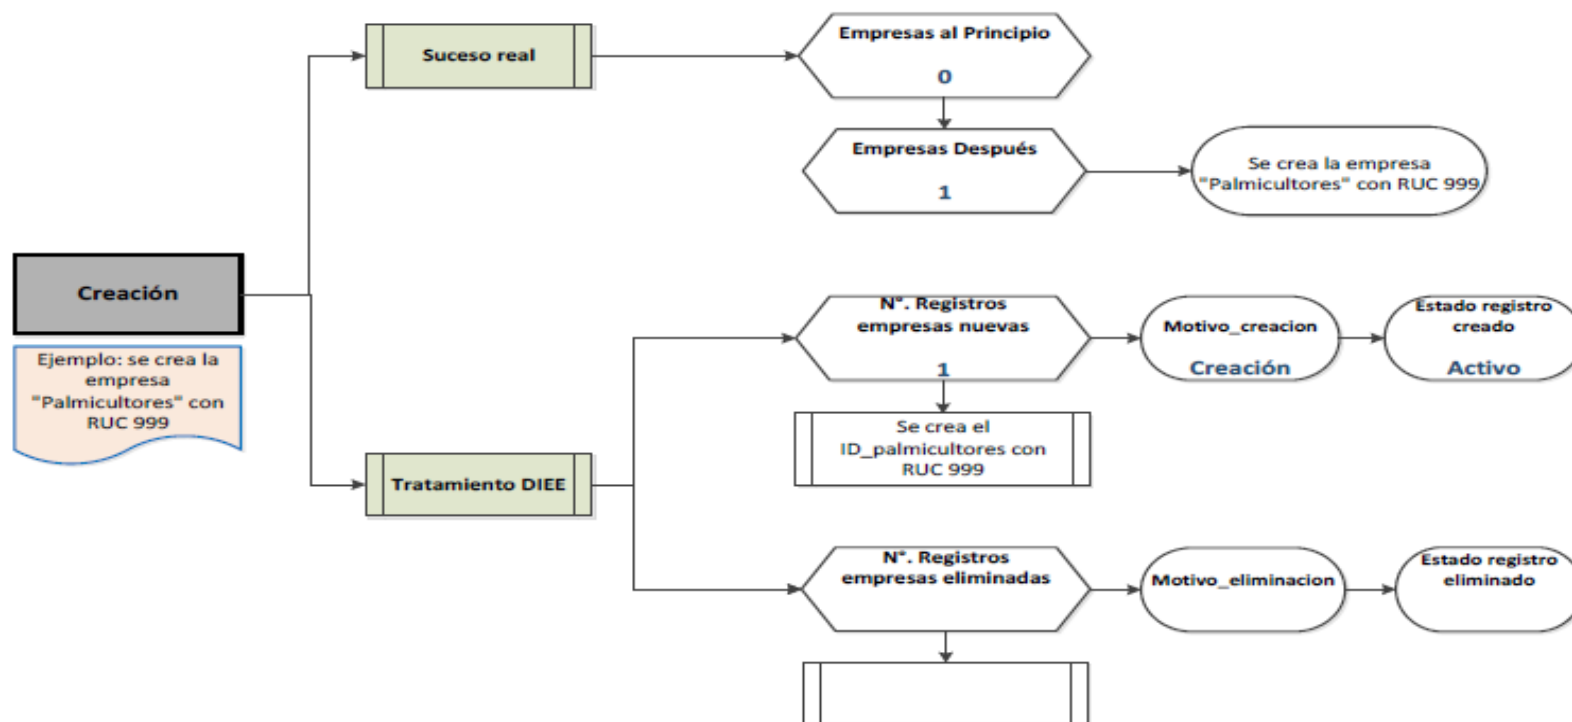 Suceso real
Empresas al Principio
0
Empresas Después
1
Se crea la empresa
"Palmicultores" con RUC 999
Creación
Ejemplo: se crea la
empresa
"Palmicultores" con
RUC 999
N°. Registros
empresas nuevas
1
Motivo_creacion
Creación
Estado registro
creado
Activo
Se crea el
ID_palmicultores con
RUC 999
Tratamiento DIEE
N°. Registros
empresas eliminadas
Motivo_eliminacion
Estado registro
eliminado